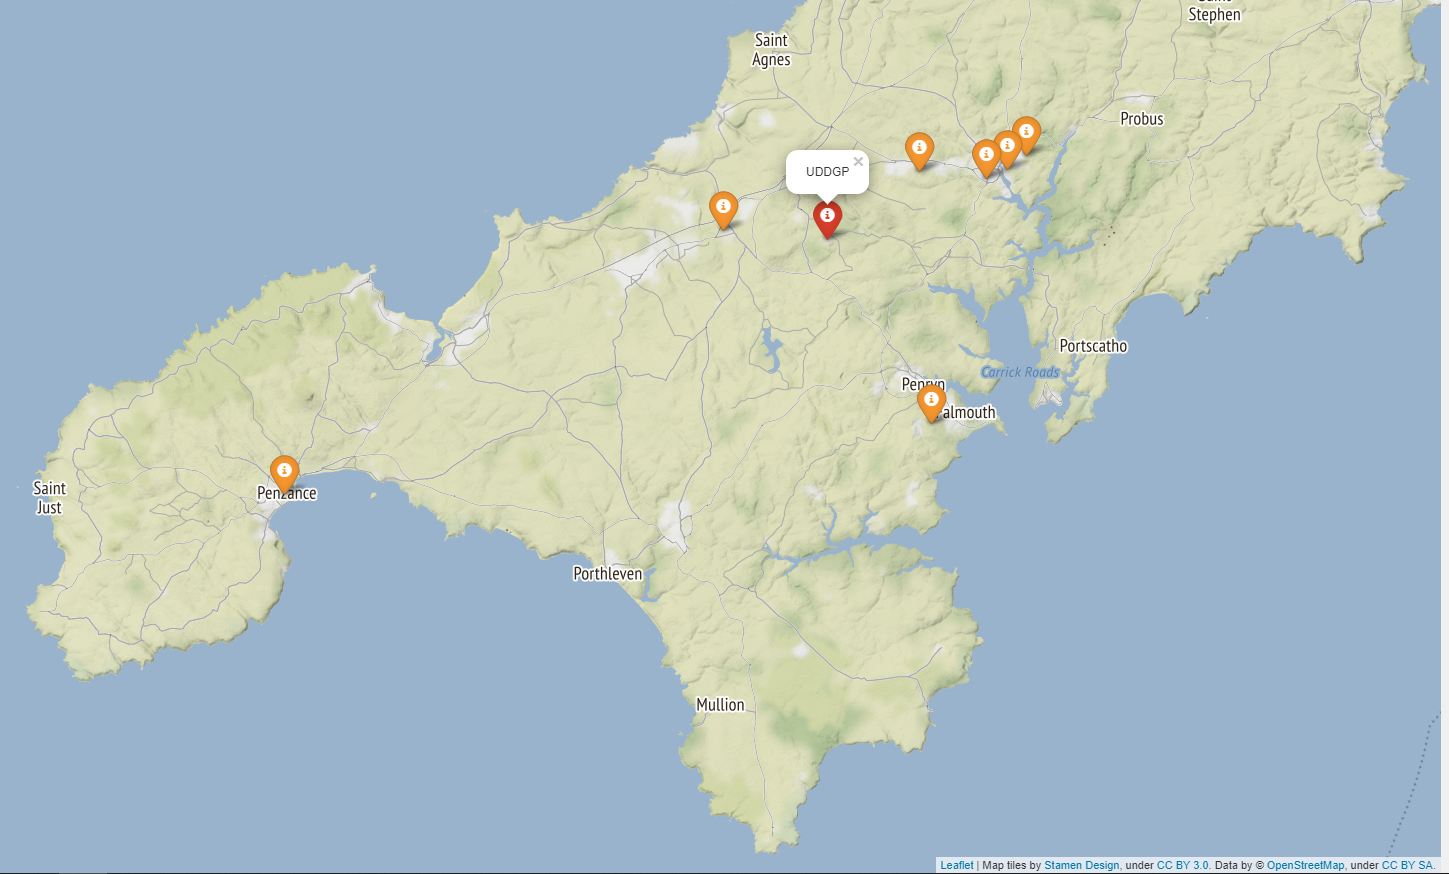 Saint
Stephen
Saint
Agnes
Probus
UDDGP
Portscatho
Carrick Roads
Penryn
Falmouth
Saint
Just
Penzance
Porthleven
Mullion
Leaflet | Map tiles by Stamen Design, under CC BY 3.0. Data by © OpenStreetMap, under CC BY SA.